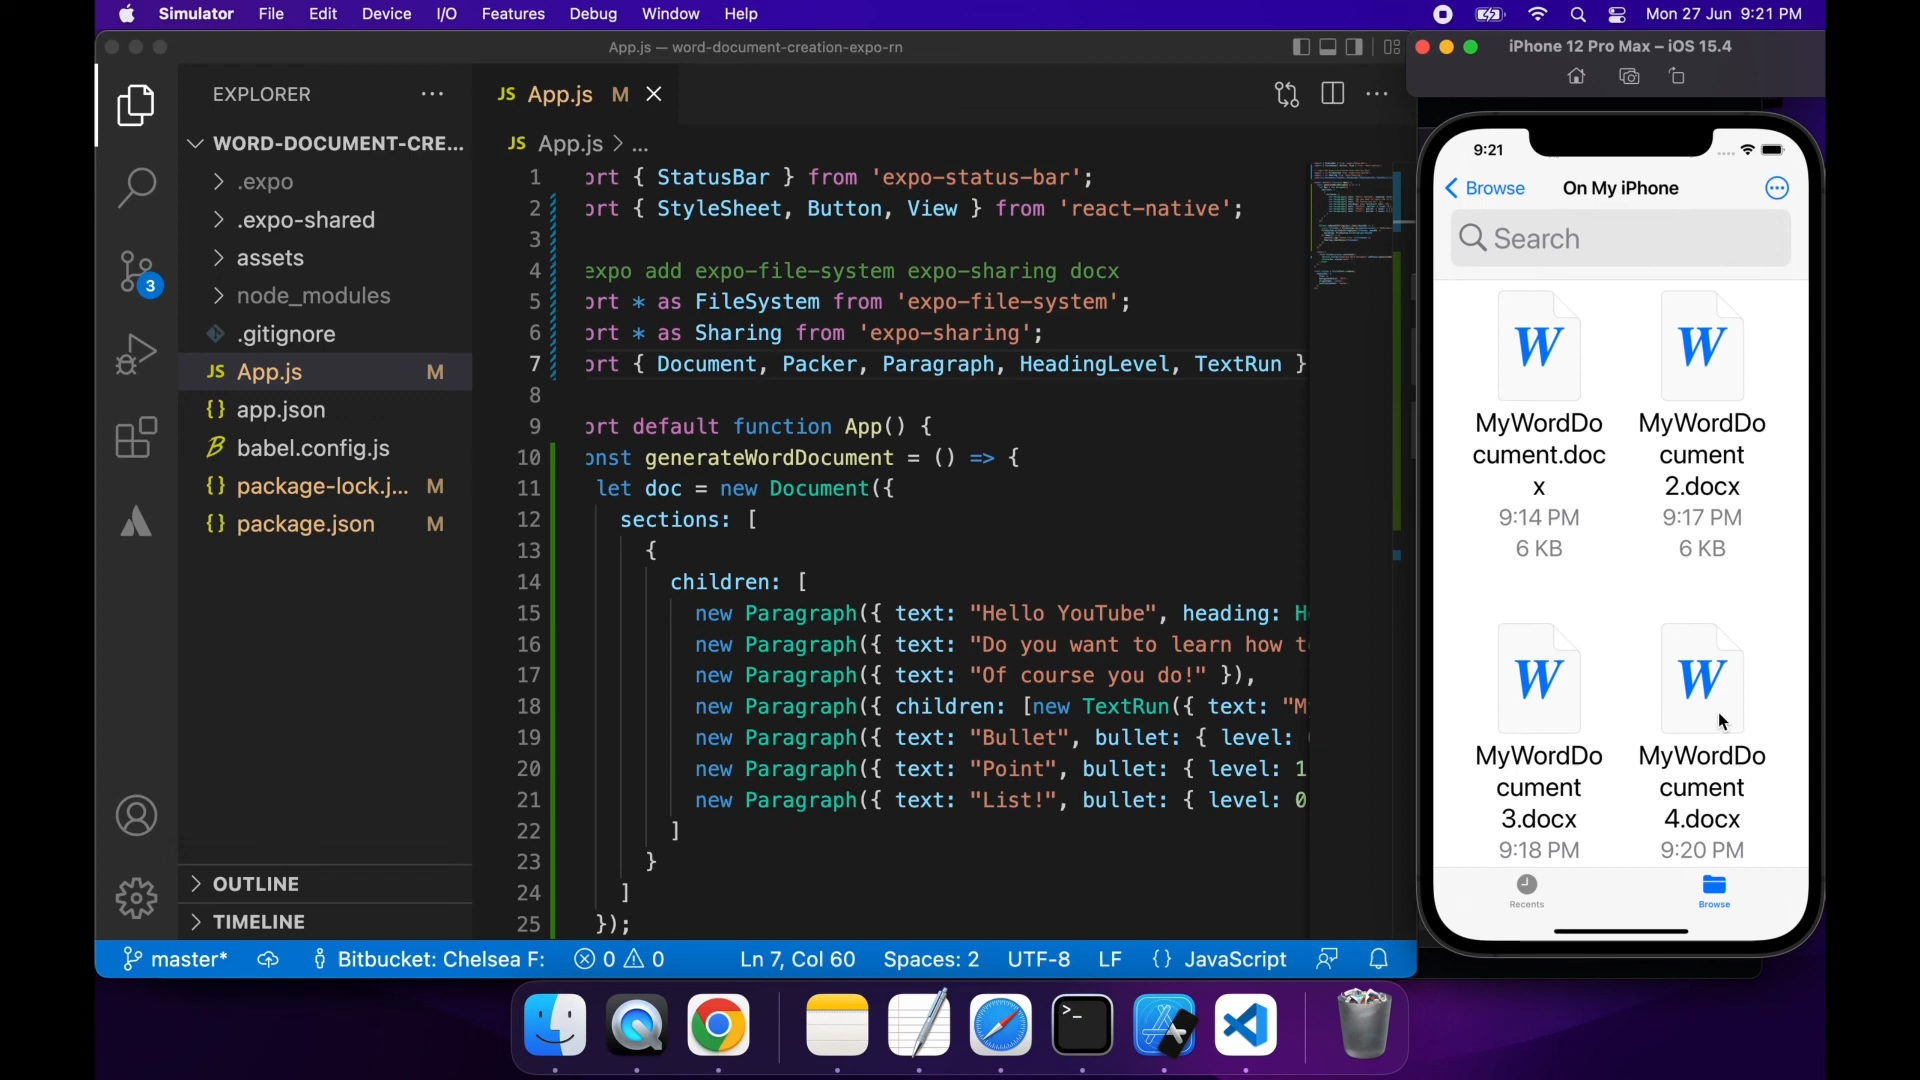 Simulator File Edit Device I/O Features Debug Window Help
Mon 27 Jun 9:21 PM
App.js — word-document-creation-expo-rn
EXPLORER
WORD-DOCUMENT-CRE...
.expo
.expo-shared
assets
node_modules
.gitignore
JS App.js M
{} app.json
babel.config.js
{} package-lock.j... M
{} package.json M
OUTLINE
TIMELINE
3
JS App.js M
JS App.js > ...
1 ort { StatusBar } from 'expo-status-bar';
2 ort { StyleSheet, Button, View } from 'react-native';
3
4 expo add expo-file-system expo-sharing docx
5 ort * as FileSystem from 'expo-file-system';
6 ort * as Sharing from 'expo-sharing';
7 ort { Document, Packer, Paragraph, HeadingLevel, TextRun }
8
9 ort default function App() {
10 onst generateWordDocument = () => {
11 let doc = new Document({
12 sections: [
13 {
14 children: [
15 new Paragraph({ text: "Hello YouTube", heading: H
16 new Paragraph({ text: "Do you want to learn how t
17 new Paragraph({ text: "Of course you do!" }),
18 new Paragraph({ children: [new TextRun({ text: "M
19 new Paragraph({ text: "Bullet", bullet: { level:
20 new Paragraph({ text: "Point", bullet: { level: 1
21 new Paragraph({ text: "List!", bullet: { level: 0
22 ]
23 }
24 ]
25 });
master* Bitbucket: Chelsea F: 0 0 Ln 7, Col 60 Spaces: 2 UTF-8 LF {} JavaScript
iPhone 12 Pro Max – iOS 15.4
9:21
Browse On My iPhone
Search
W
MyWordDo
cument.doc
x
9:14 PM
6 KB
W
MyWordDo
cument
2.docx
9:17 PM
6 KB
W
MyWordDo
cument
3.docx
9:18 PM
W
MyWordDo
cument
4.docx
9:20 PM
Recents
Browse